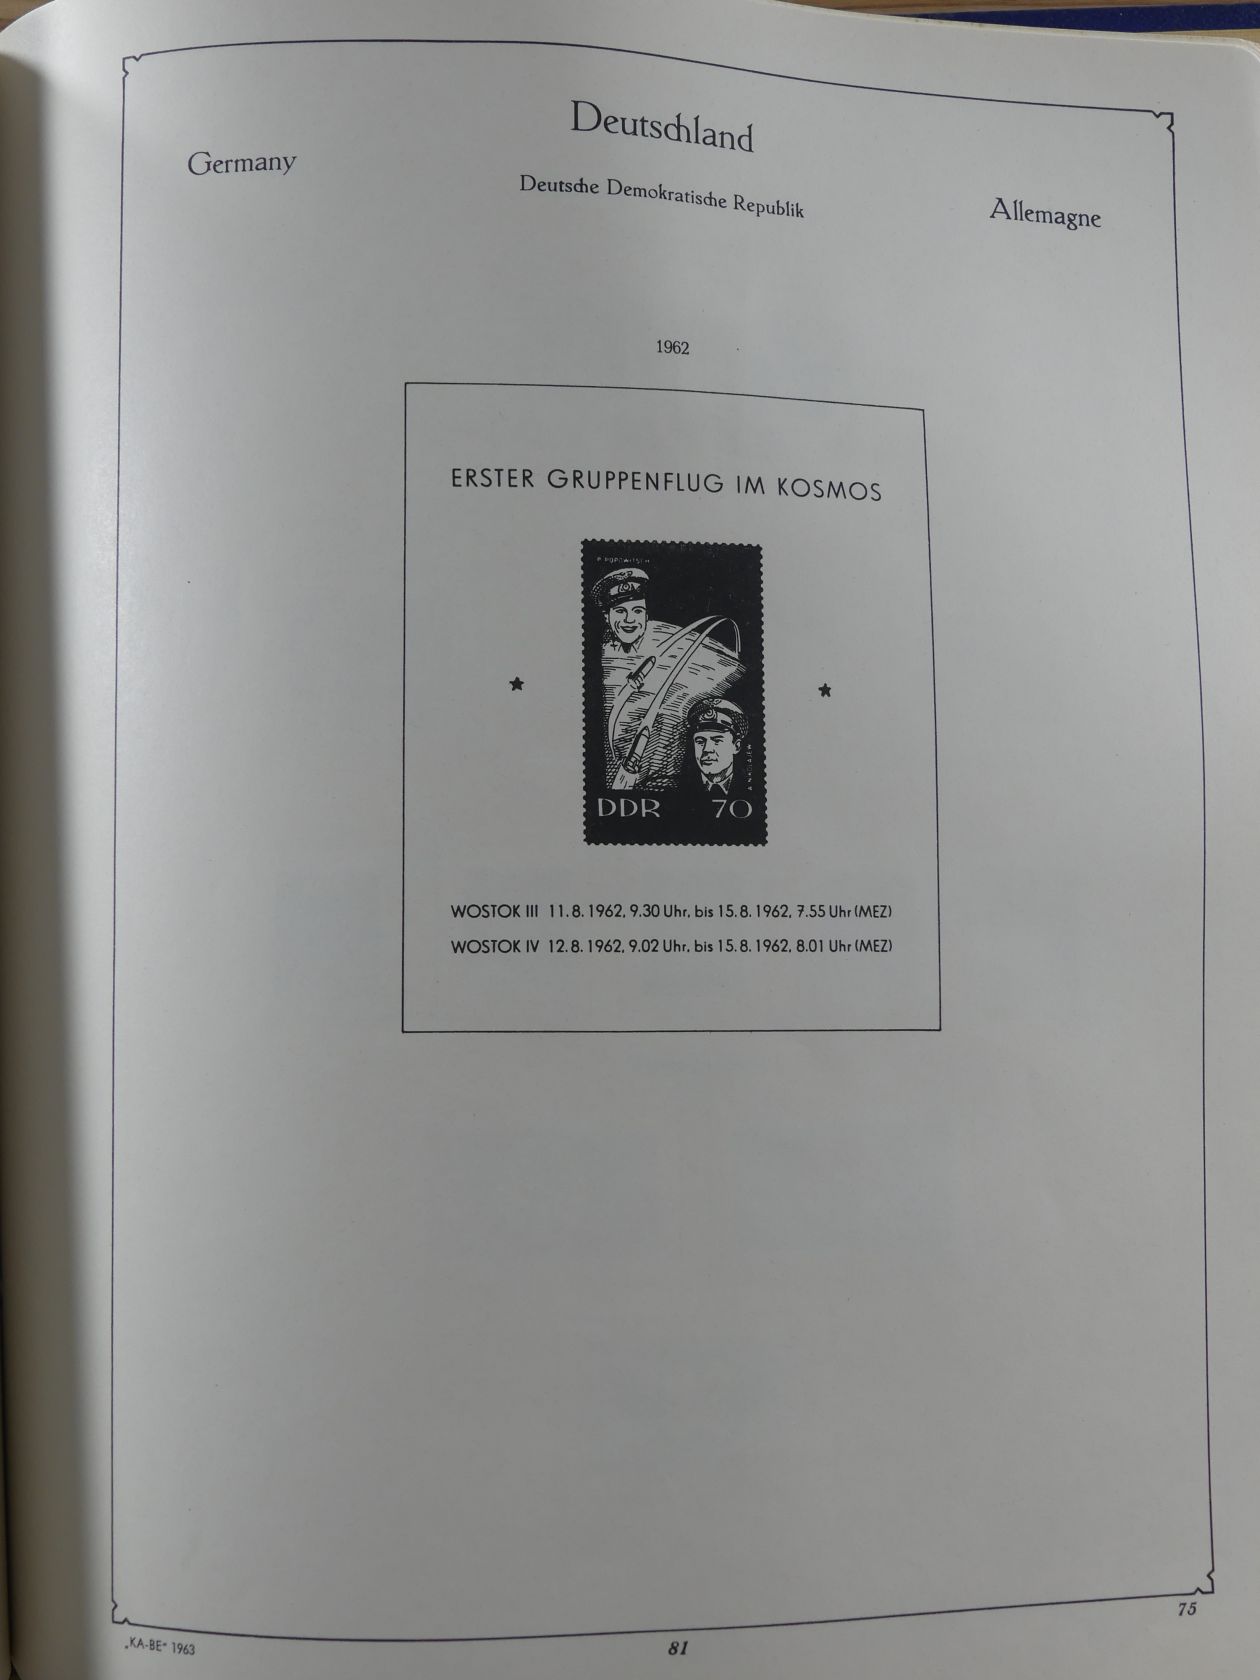 Deutschland
Germany
Deutsche Demokratische Republik
Allemagne
1962
ERSTER GRUPPENFLUG IM KOSMOS
P. POPOWITSCH
A. NIKOLAJEW
DDR 70
WOSTOK III 11.8.1962, 9.30 Uhr, bis 15.8.1962, 7.55 Uhr (MEZ)
WOSTOK IV 12.8.1962, 9.02 Uhr, bis 15.8.1962, 8.01 Uhr (MEZ)
75
„KA-BE“ 1963
81